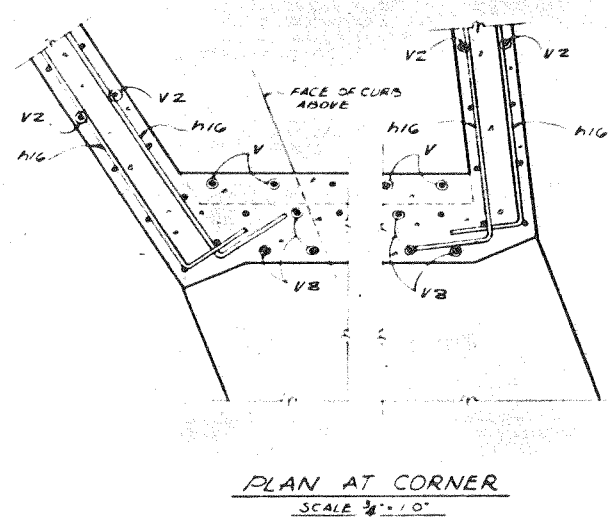 V2
V2
V2
V2
FACE OF CURB
ABOVE
h16
h16
h16
h16
V
V
V8
V8
PLAN AT CORNER
SCALE 3/4"=1'0"